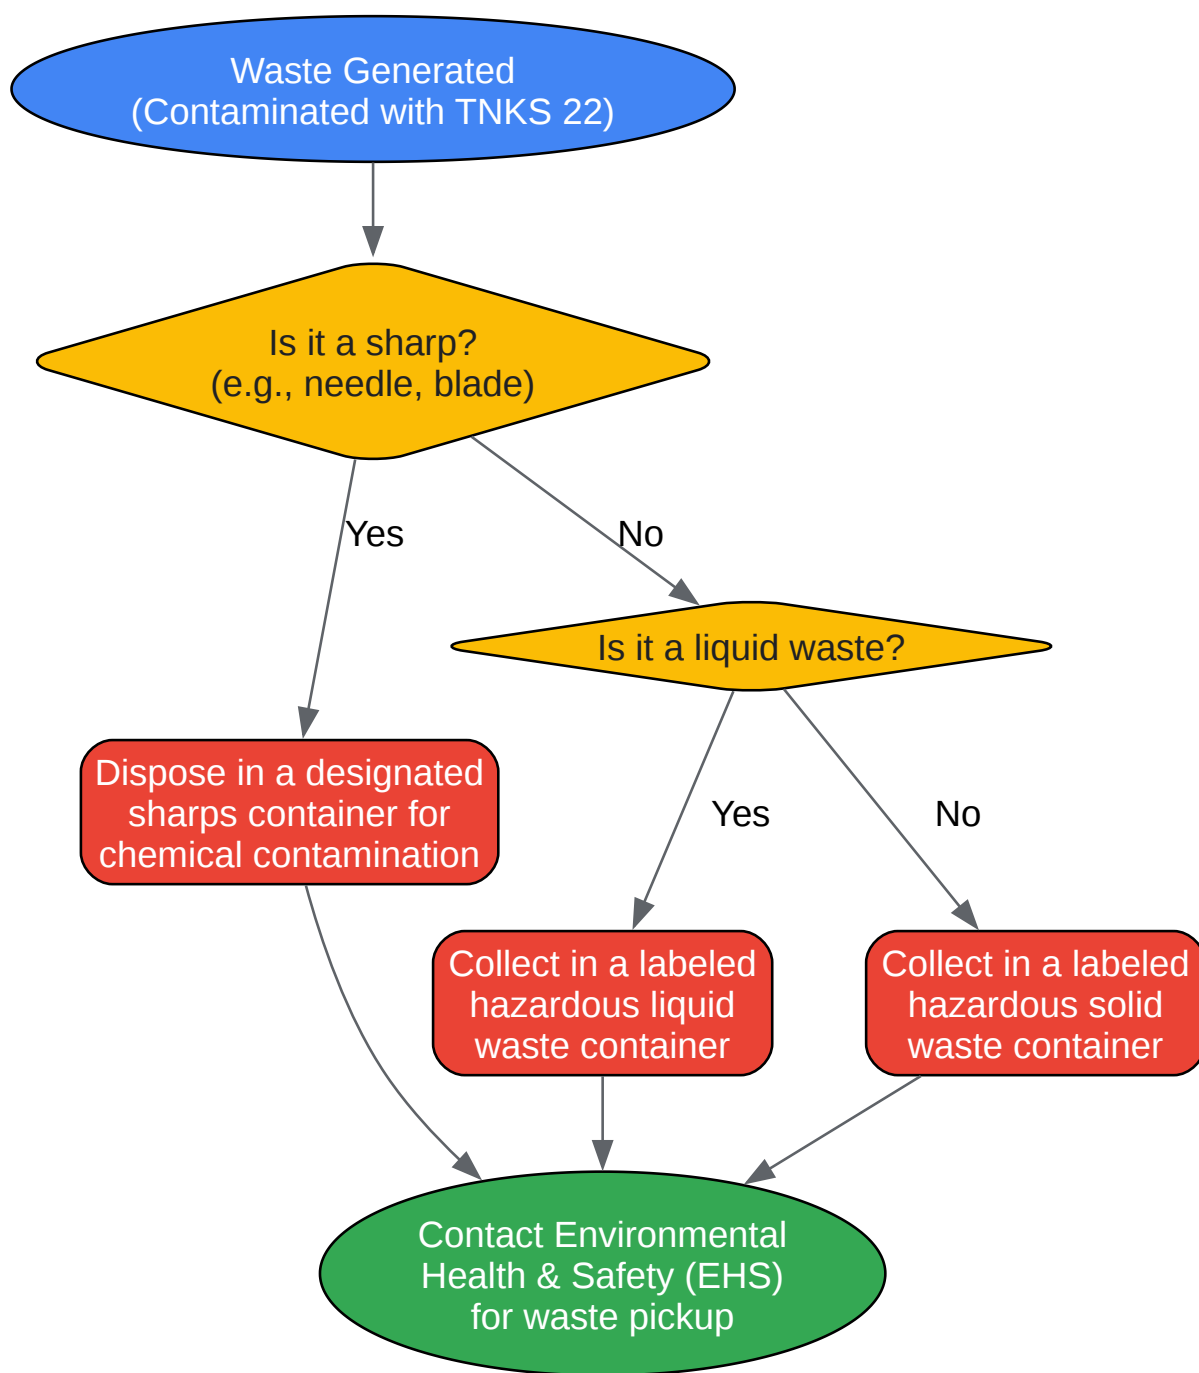 Waste Generated
(Contaminated with TNKS 22)
Is it a sharp?
(e.g., needle, blade)
Yes
No
Is it a liquid waste?
Dispose in a designated
sharps container for
chemical contamination
Yes
No
Collect in a labeled
hazardous liquid
waste container
Collect in a labeled
hazardous solid
waste container
Contact Environmental
Health & Safety (EHS)
for waste pickup